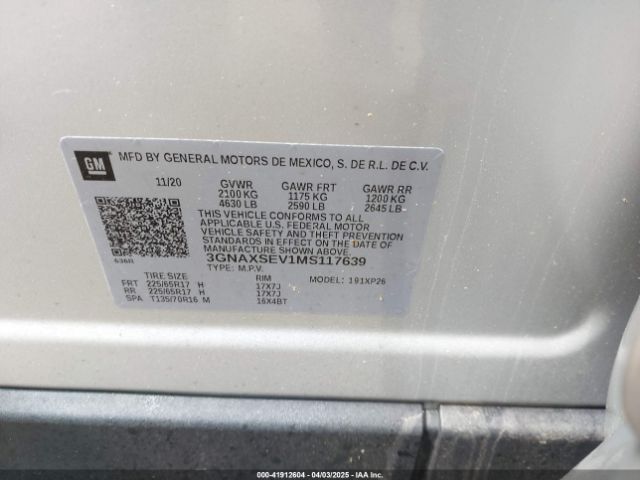 GM MFD BY GENERAL MOTORS DE MEXICO, S. DE R.L. DE C.V.
11/20 GVWR GAWR FRT GAWR RR
2100 KG 1175 KG 1200 KG
4630 LB 2590 LB 2645 LB
THIS VEHICLE CONFORMS TO ALL
APPLICABLE U.S. FEDERAL MOTOR
VEHICLE SAFETY AND THEFT PREVENTION
STANDARDS IN EFFECT ON THE DATE OF
MANUFACTURE SHOWN ABOVE.
636R 3GNAXSEV1MS117639
TYPE: M.P.V. MODEL: 191XP26
TIRE SIZE RIM
FRT 225/65R17 H 17X7J
RR 225/65R17 H 17X7J
SPA T135/70R16 M 16X4BT
000-41912604 - 04/03/2025 - IAA Inc.